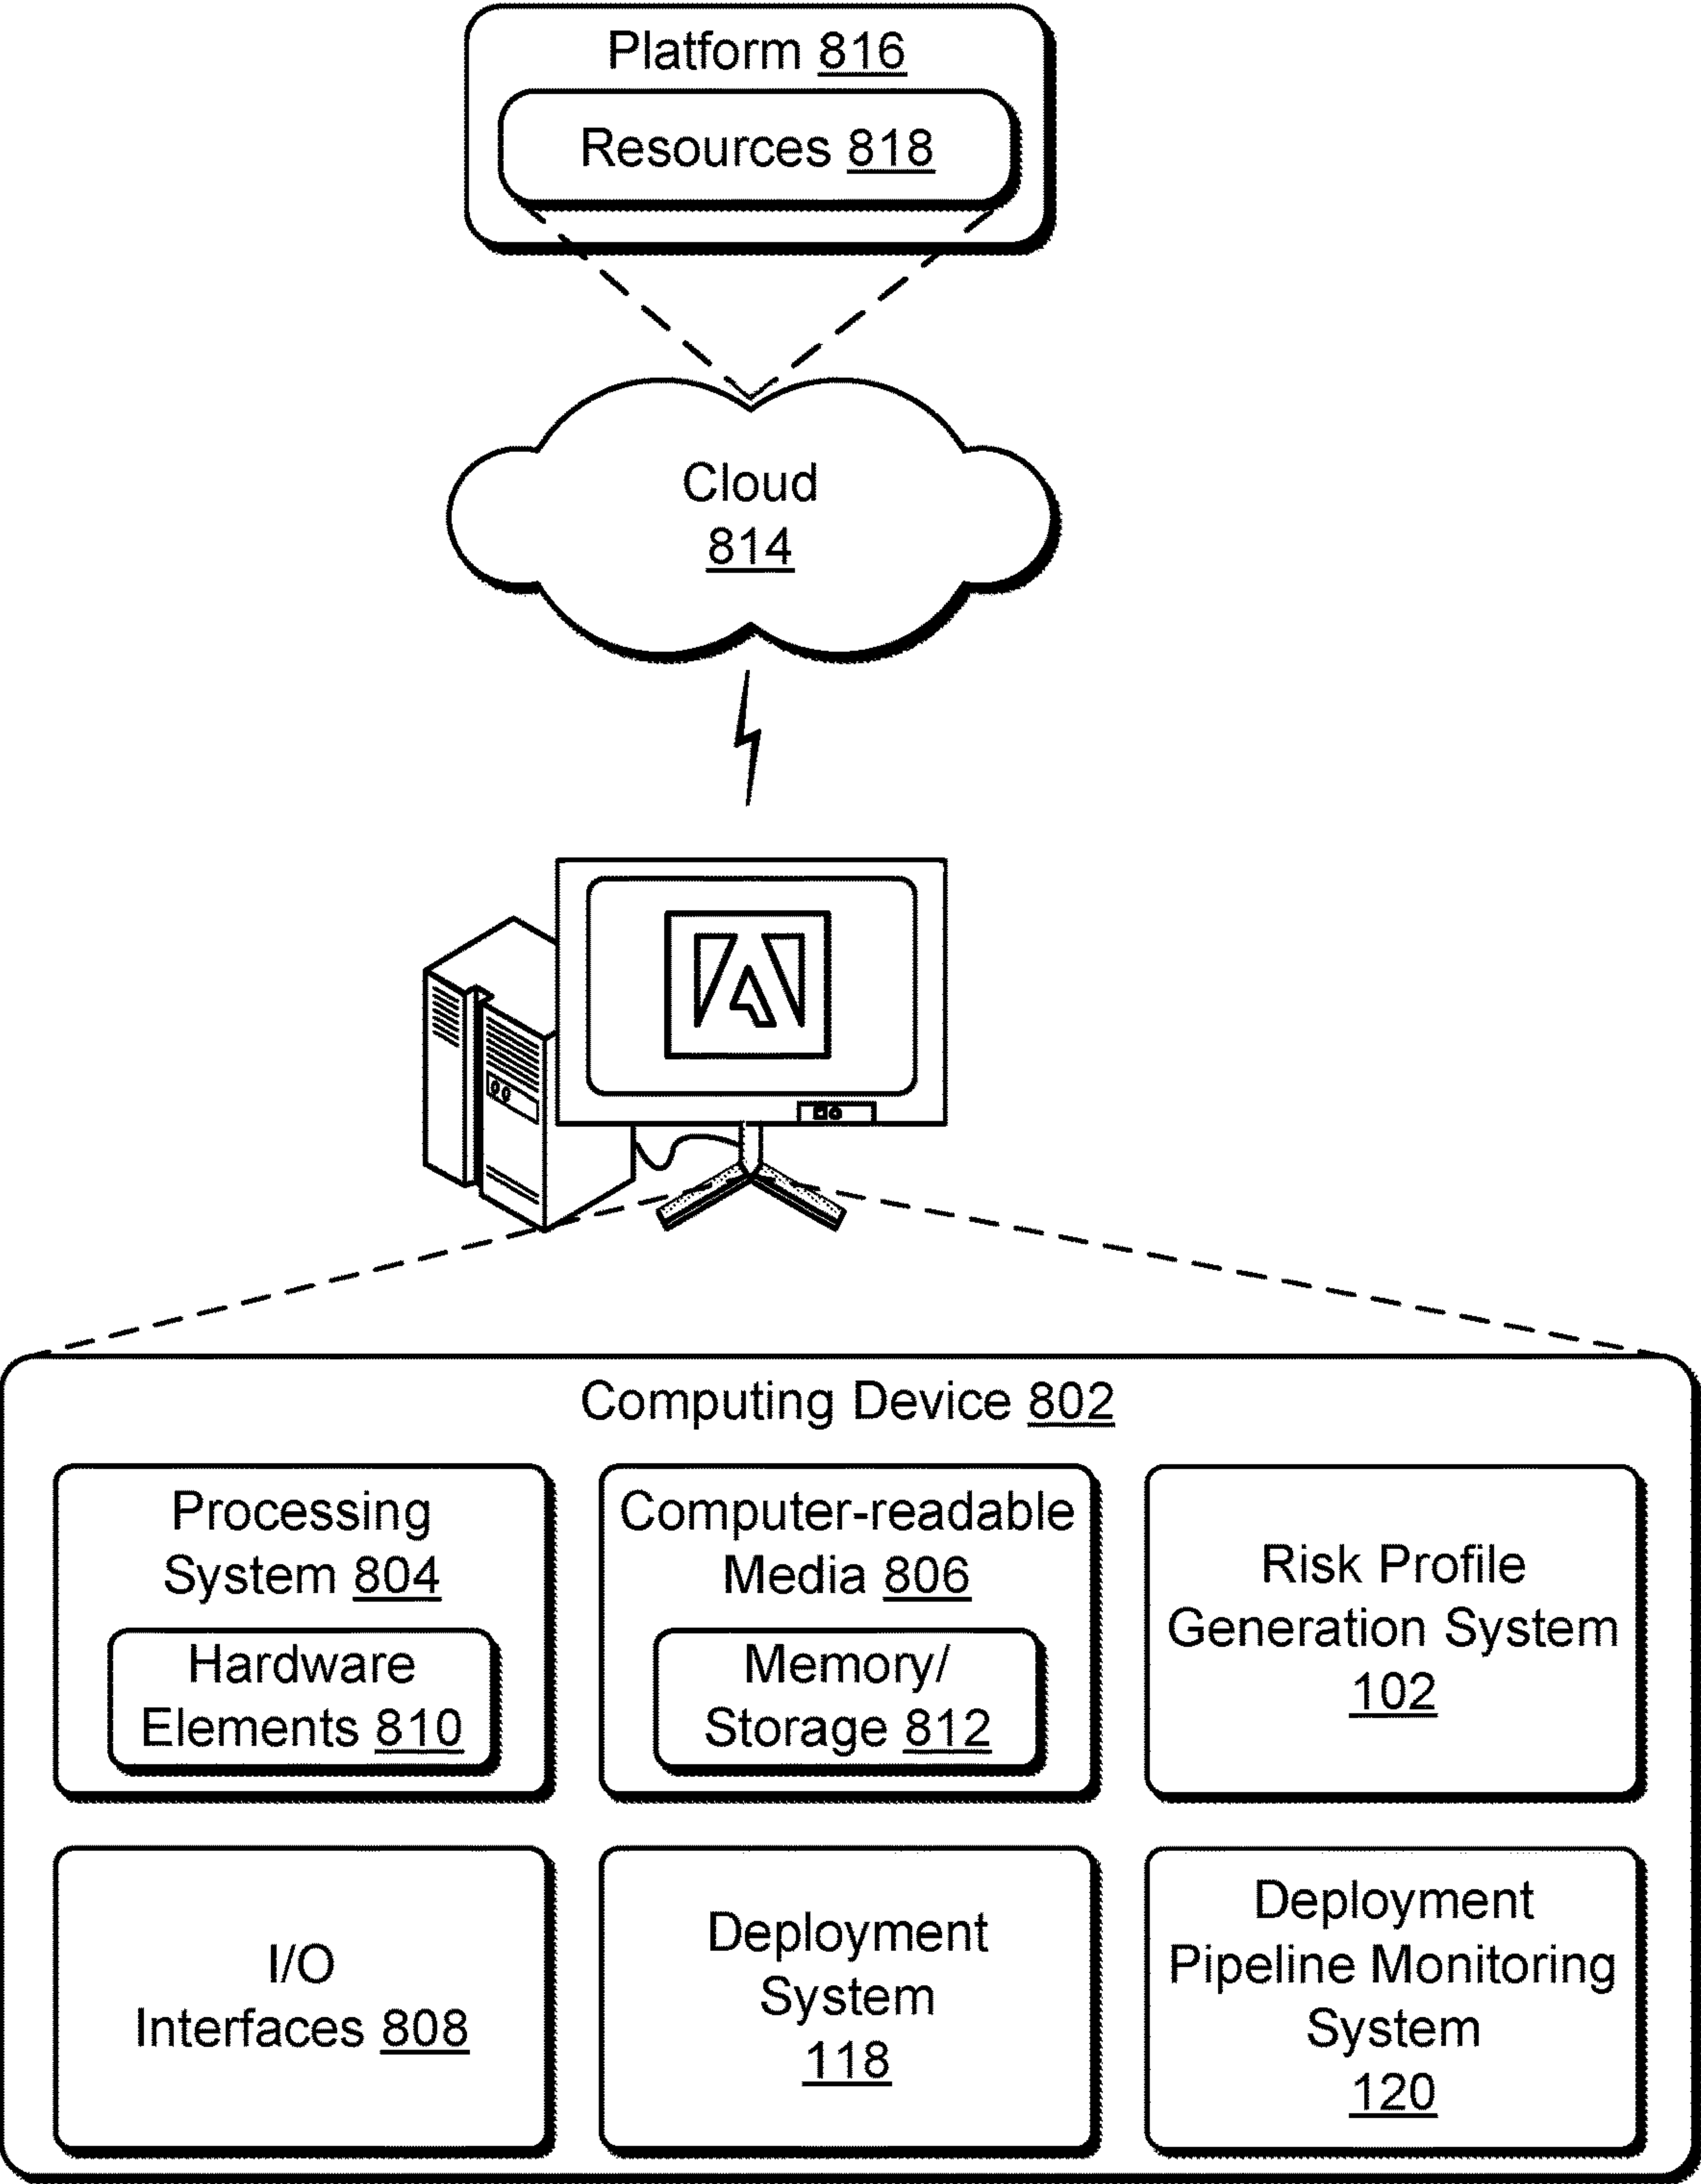 Platform 816
Resources 818
Cloud
814
Computing Device 802
Processing
System 804
Hardware
Elements 810
Computer-readable
Media 806
Memory/
Storage 812
Risk Profile
Generation System
102
I/O
Interfaces 808
Deployment
System
118
Deployment
Pipeline Monitoring
System
120